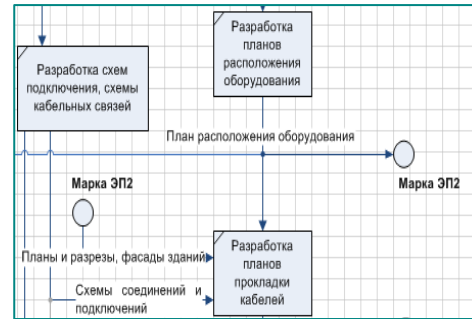 Разработка
планов
расположения
оборудования
Разработка схем
подключения, схемы
кабельных связей
План расположения оборудования
Марка ЭП2
Марка ЭП2
Планы и разрезы, фасады зданий
Разработка
планов
прокладки
кабелей
Схемы соединений и
подключений